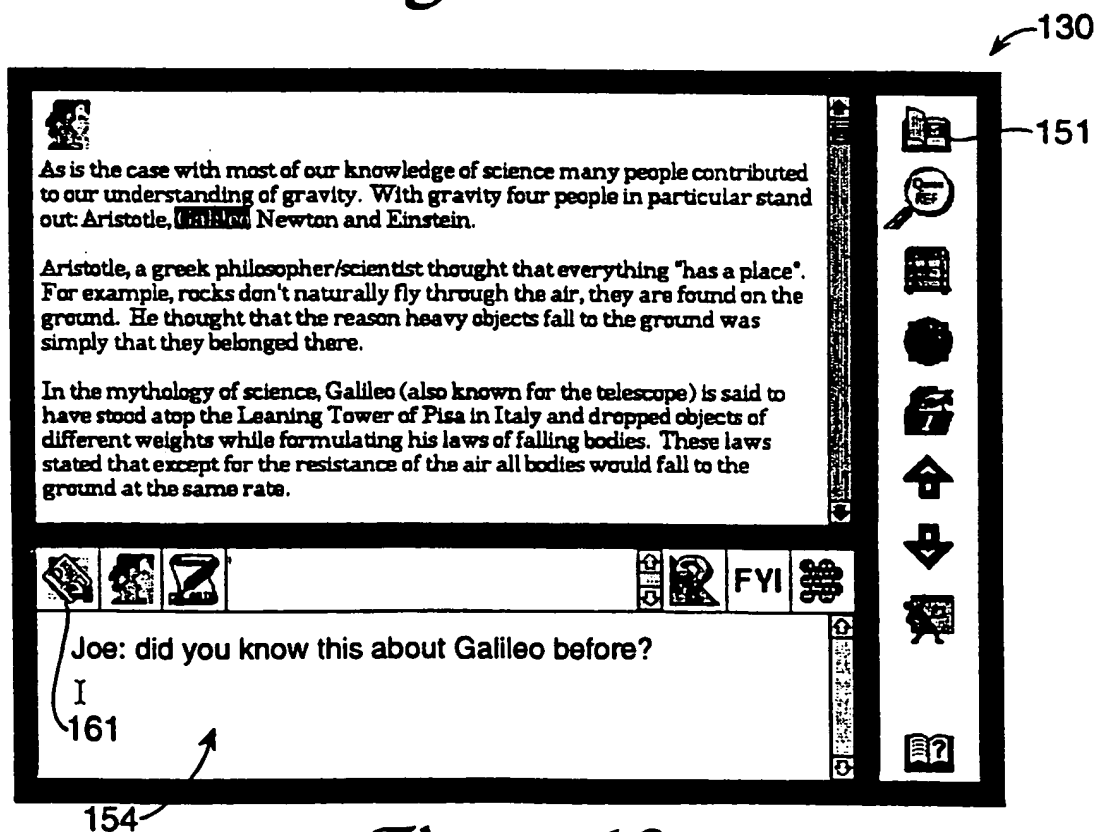 130
151
As is the case with most of our knowledge of science many people contributed
to our understanding of gravity. With gravity four people in particular stand
out: Aristotle, Galileo Newton and Einstein.
Aristotle, a greek philosopher/scientist thought that everything "has a place".
For example, rocks don't naturally fly through the air, they are found on the
ground. He thought that the reason heavy objects fall to the ground was
simply that they belonged there.
In the mythology of science, Galileo (also known for the telescope) is said to
have stood atop the Leaning Tower of Pisa in Italy and dropped objects of
different weights while formulating his laws of falling bodies. These laws
stated that except for the resistance of the air all bodies would fall to the
ground at the same rate.
REF
FYI
Joe: did you know this about Galileo before?
161
?
154